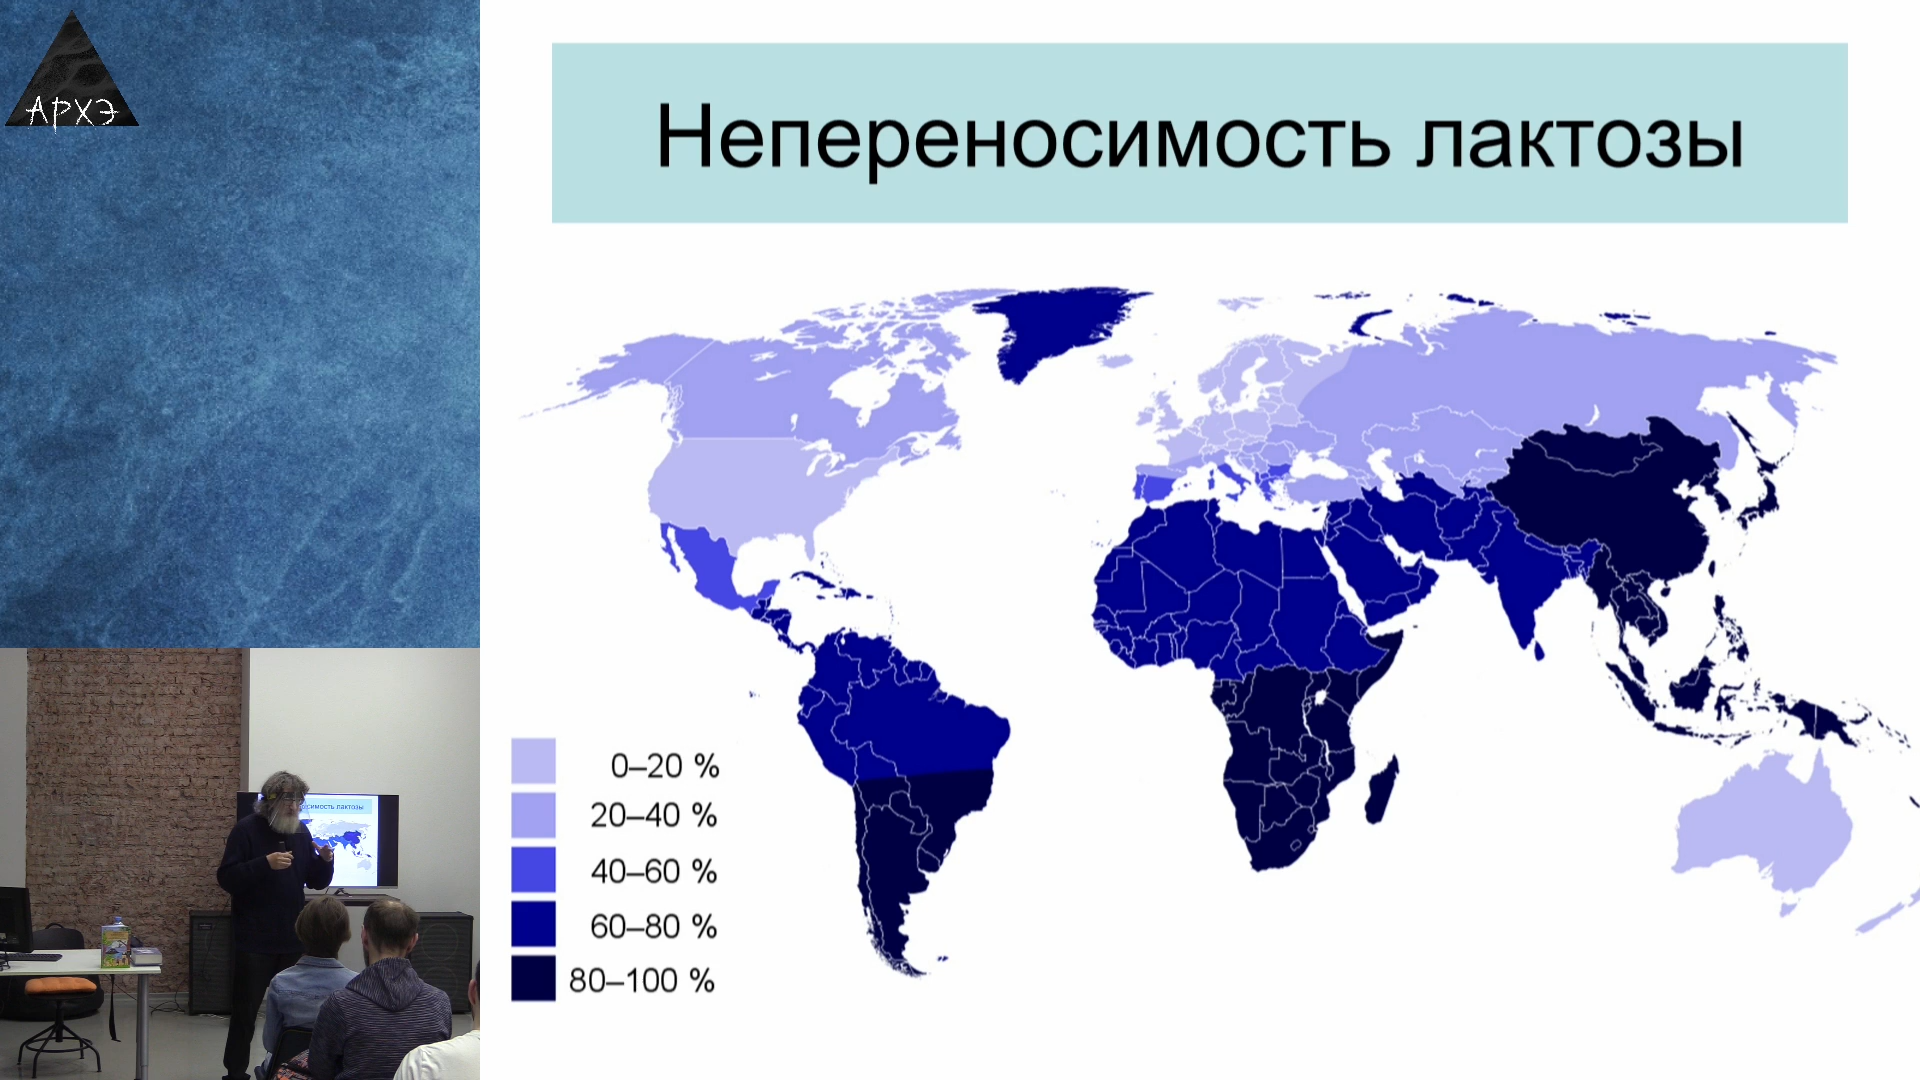 АРХЭ
Непереносимость лактозы
0–20 %
20–40 %
40–60 %
60–80 %
80–100 %